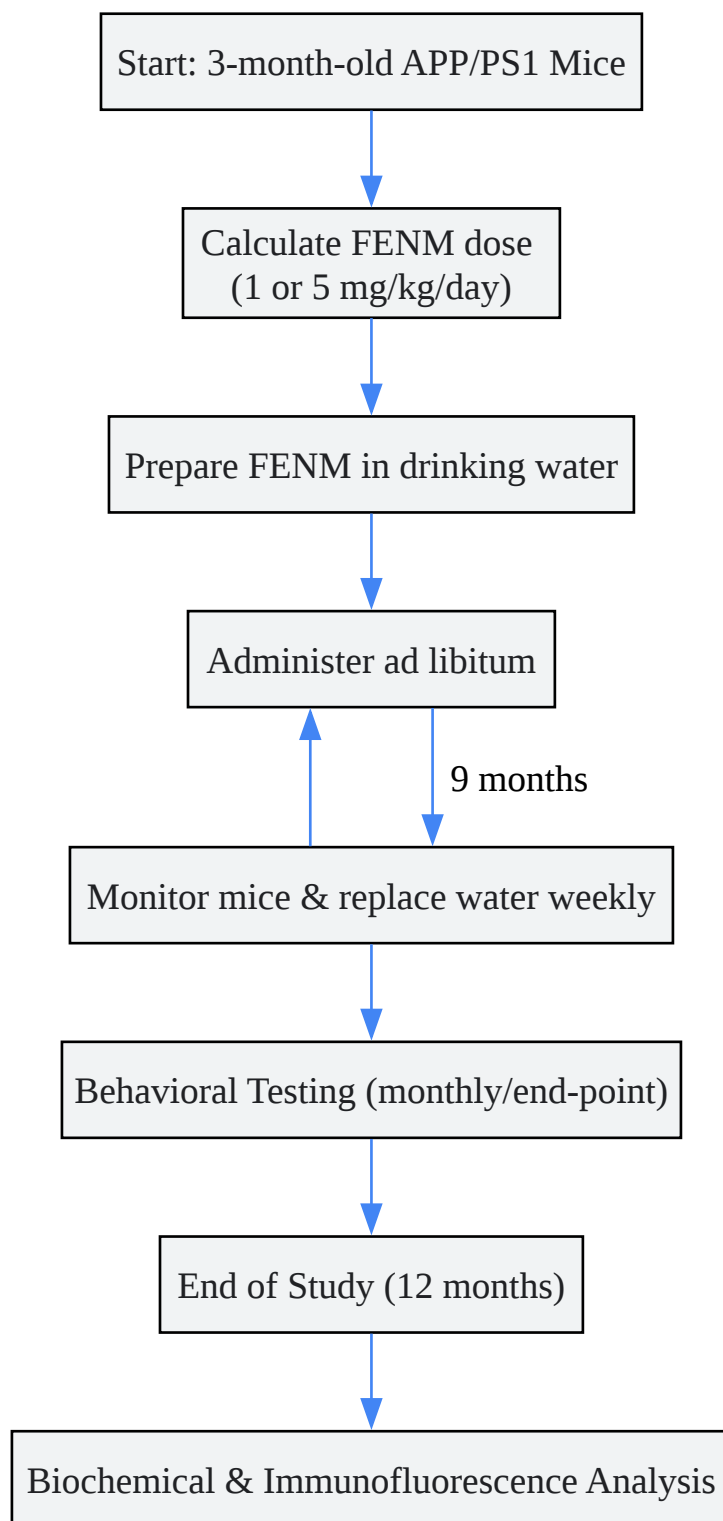 Start: 3-month-old APP/PS1 Mice
Calculate FENM dose
(1 or 5 mg/kg/day)
Prepare FENM in drinking water
Administer ad libitum
9 months
Monitor mice & replace water weekly
Behavioral Testing (monthly/end-point)
End of Study (12 months)
Biochemical & Immunofluorescence Analysis